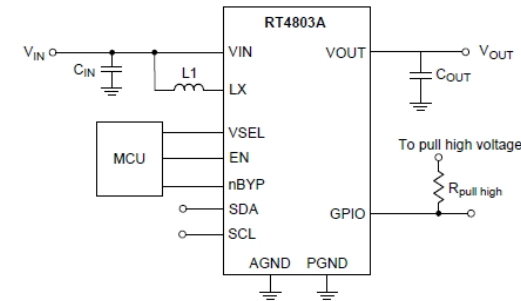 RT4803A
VIN
VIN
VOUT
VOUT
CIN
L1
LX
COUT
MCU
VSEL
EN
nBYP
SDA
SCL
To pull high voltage
Rpull high
GPIO
AGND PGND